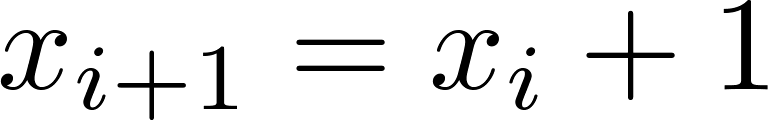 x_{i+1} = x_i + 1